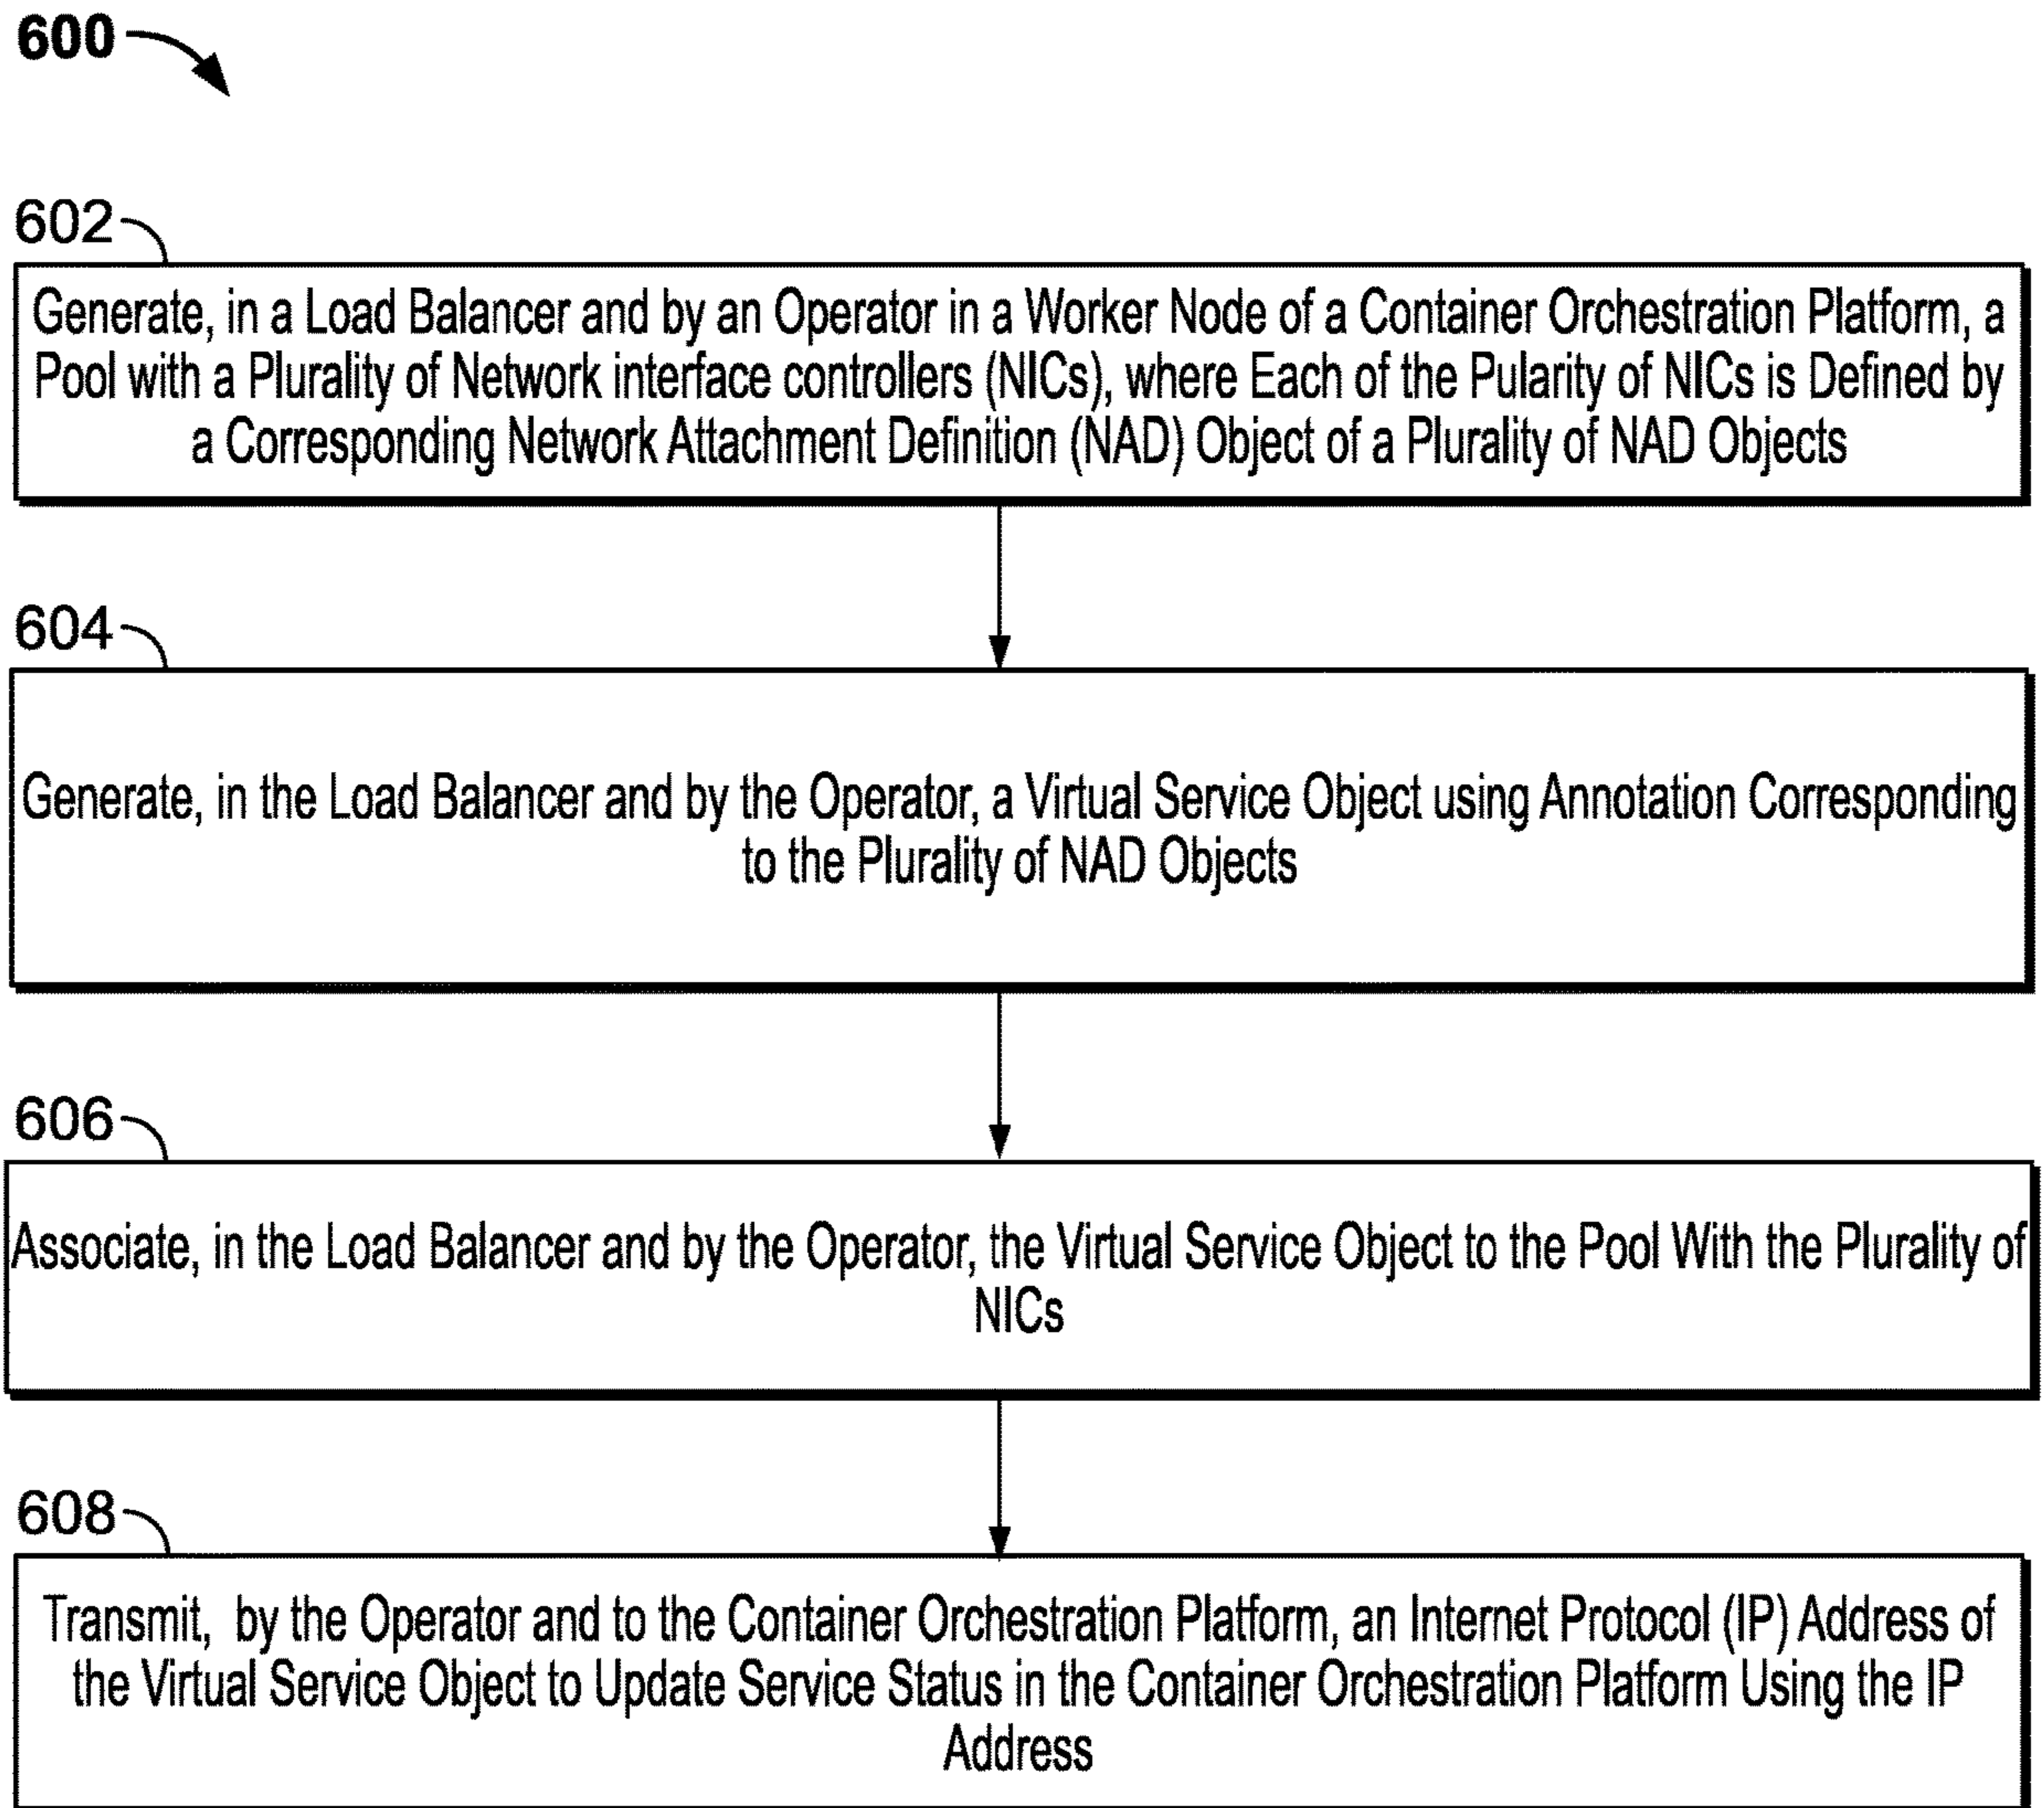 600
602
Generate, in a Load Balancer and by an Operator in a Worker Node of a Container Orchestration Platform, a
Pool with a Plurality of Network interface controllers (NICs), where Each of the Pularity of NICs is Defined by
a Corresponding Network Attachment Definition (NAD) Object of a Plurality of NAD Objects
604
Generate, in the Load Balancer and by the Operator, a Virtual Service Object using Annotation Corresponding
to the Plurality of NAD Objects
606
Associate, in the Load Balancer and by the Operator, the Virtual Service Object to the Pool With the Plurality of
NICs
608
Transmit, by the Operator and to the Container Orchestration Platform, an Internet Protocol (IP) Address of
the Virtual Service Object to Update Service Status in the Container Orchestration Platform Using the IP
Address